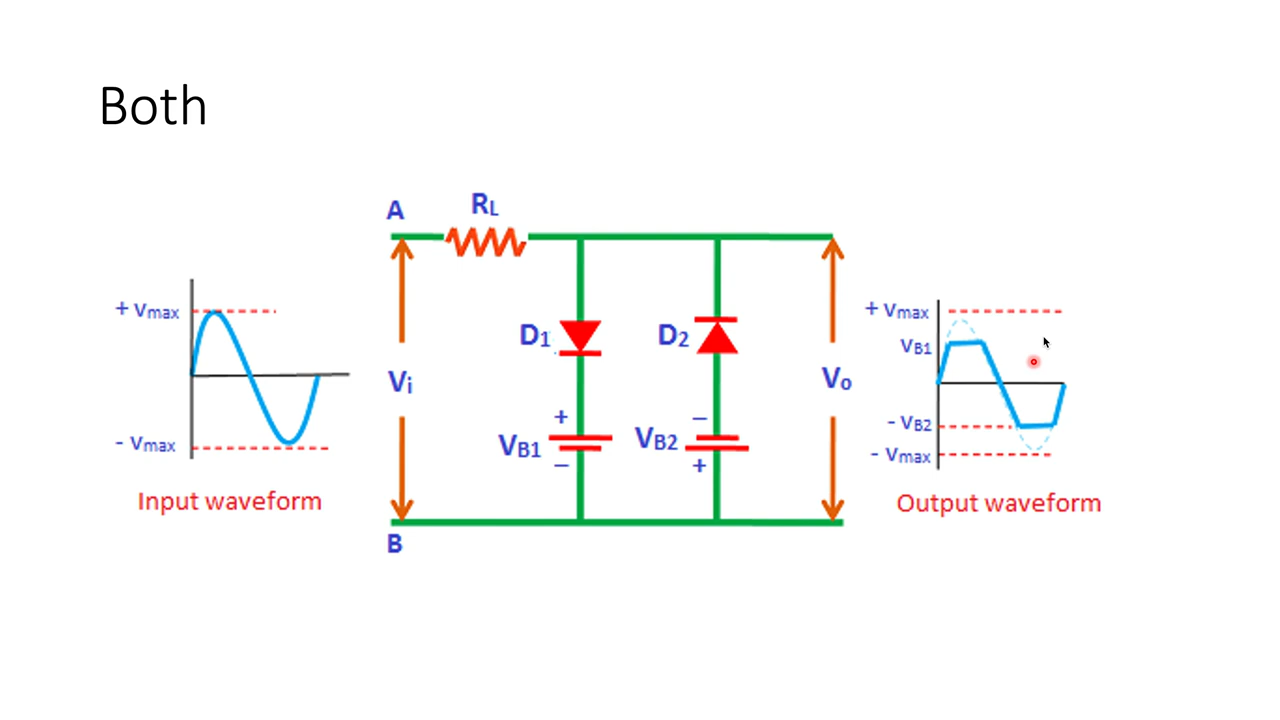 Both
A
RL
+ Vmax
- Vmax
Input waveform
Vi
D1
D2
+
VB1
−
−
VB2
+
B
Vo
+ Vmax
VB1
- VB2
- Vmax
Output waveform